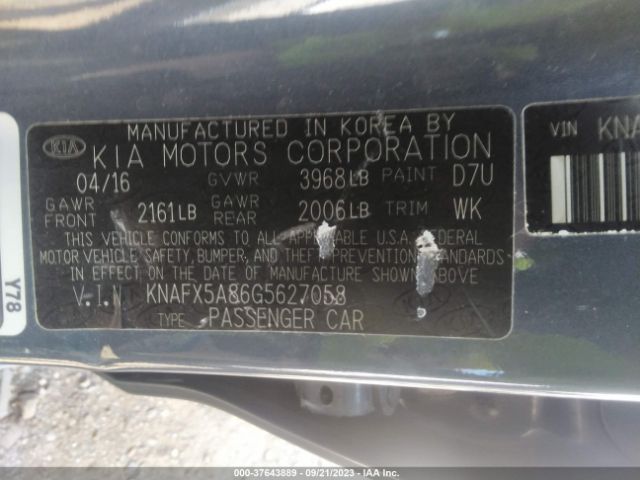 MANUFACTURED IN KOREA BY
KIA KIA MOTORS CORPORATION
04/16 GVWR 3968LB PAINT D7U
GAWR FRONT 2161LB GAWR REAR 2006LB TRIM WK
THIS VEHICLE CONFORMS TO ALL APPLICABLE U.S.A. FEDERAL
MOTOR VEHICLE SAFETY, BUMPER, AND THEFT PREVENTION STANDARDS
IN EFFECT ON THE DATE OF MANUFACTURE SHOWN ABOVE.
V.I.N KNAFX5A86G5627058
TYPE PASSENGER CAR
VIN KNA
Y78
000-37643889 - 09/21/2023 - IAA Inc.